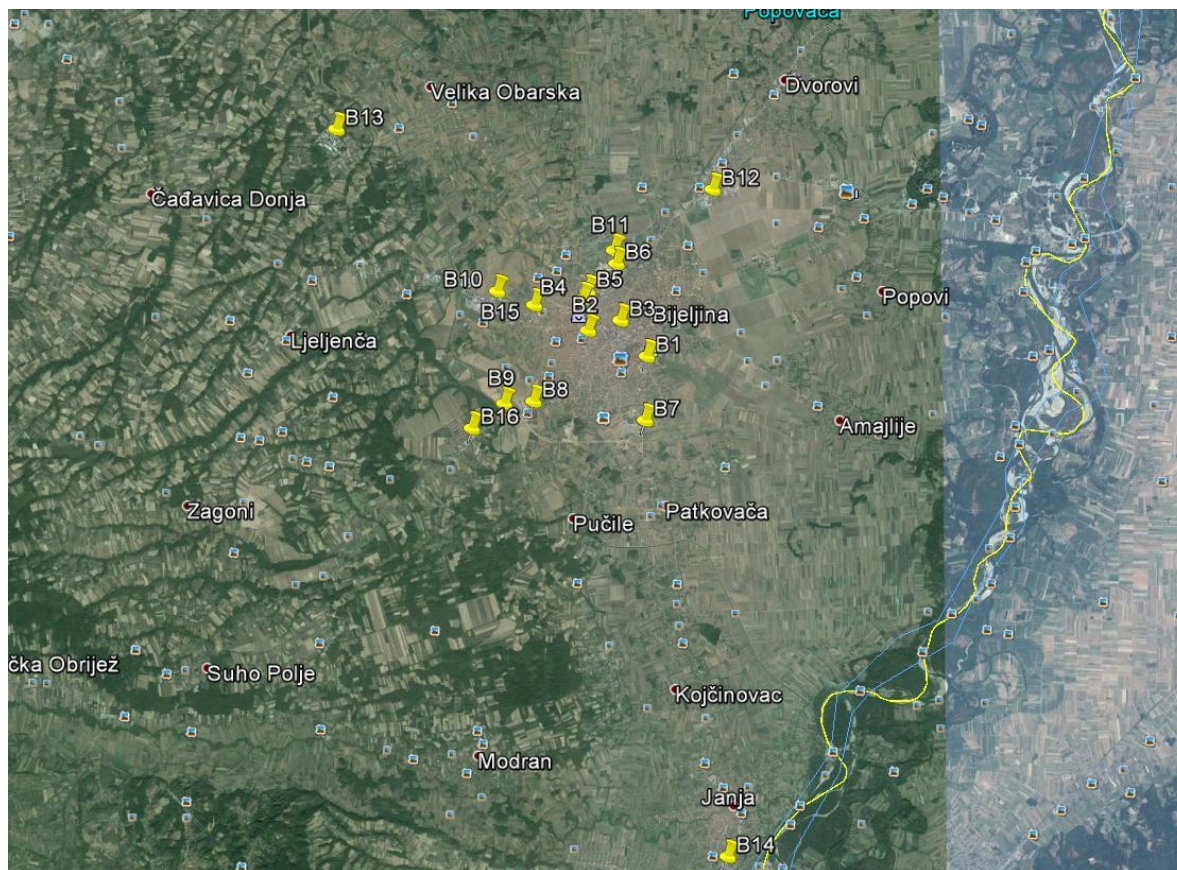 Popovača
Dvorovi
Velika Obarska
B13
B12
Čađavica Donja
B11
B6
B10
B5
B4
B15
B2
B3
Bijeljina
Popovi
Ljeljenča
B1
B9
B8
B16
B7
Amajlije
Zagoni
Pučile
Patkovača
čka Obrijež
Suho Polje
Kojčinovac
Modran
Janja
B14